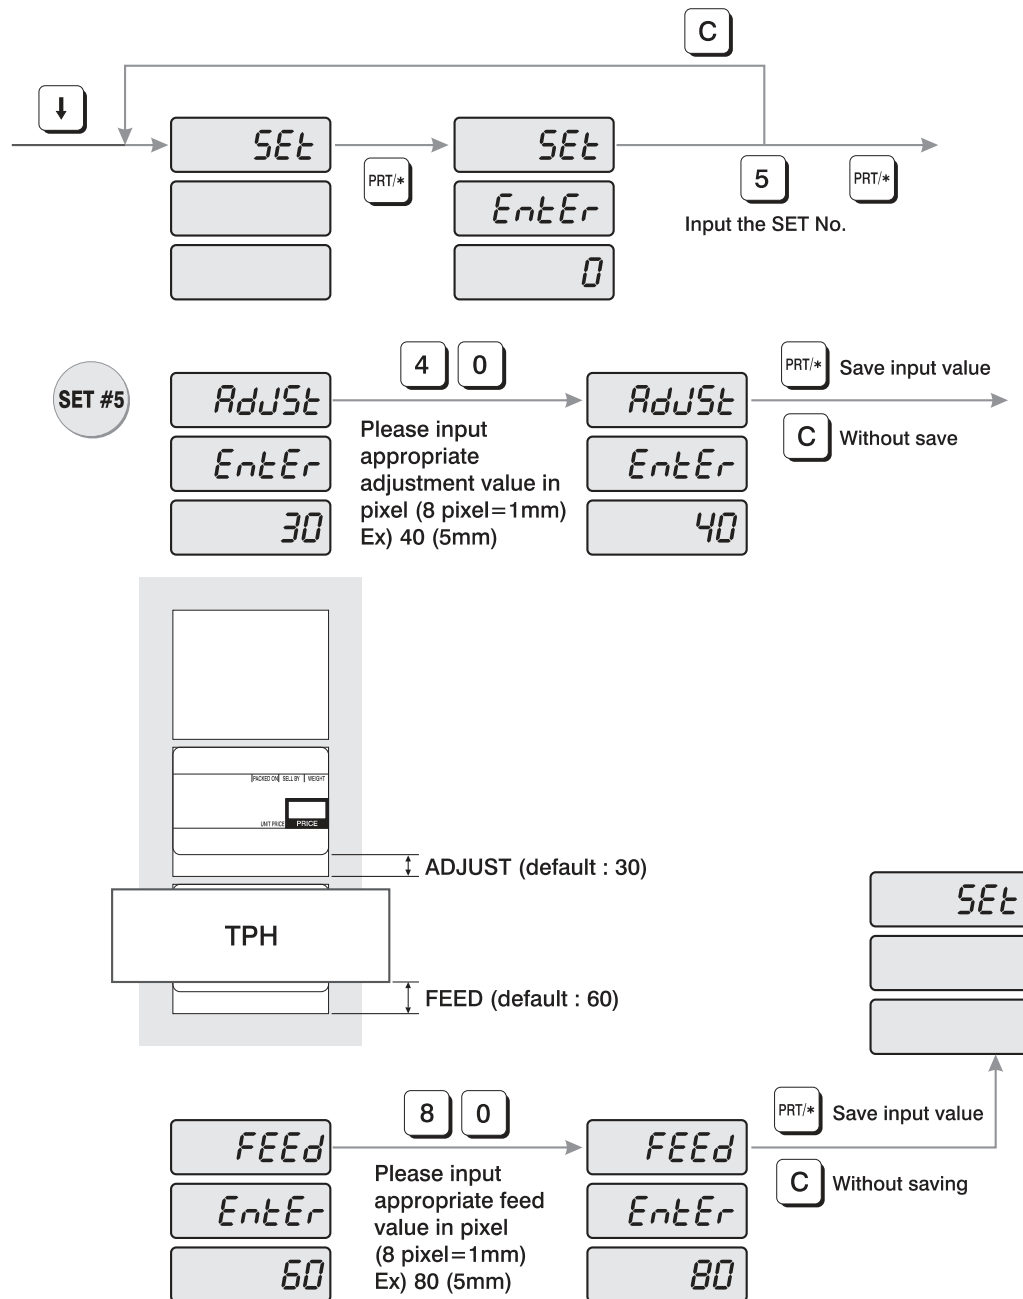 C
↓
SEt
PRT/*
SEt
EntEr
0
5
PRT/*
Input the SET No.
SET #5
AdJSt
EntEr
30
4 0
Please input
appropriate
adjustment value in
pixel (8 pixel=1mm)
Ex) 40 (5mm)
AdJSt
EntEr
40
PRT/* Save input value
C Without save
PACKED ON SELL BY WEIGHT
UNIT PRICE PRICE
ADJUST (default : 30)
TPH
FEED (default : 60)
SEt
FEEd
EntEr
60
8 0
Please input
appropriate feed
value in pixel
(8 pixel=1mm)
Ex) 80 (5mm)
FEEd
EntEr
80
PRT/* Save input value
C Without saving